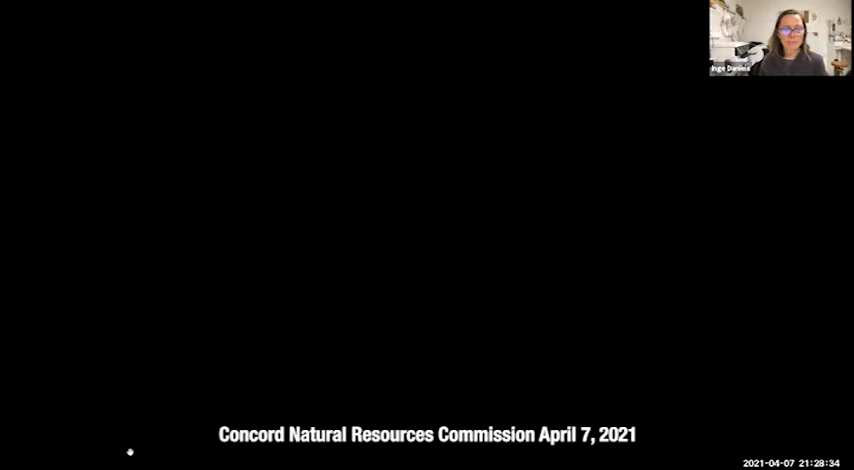 Inge Daniels
Concord Natural Resources Commission April 7, 2021
2021-04-07 21:28:34